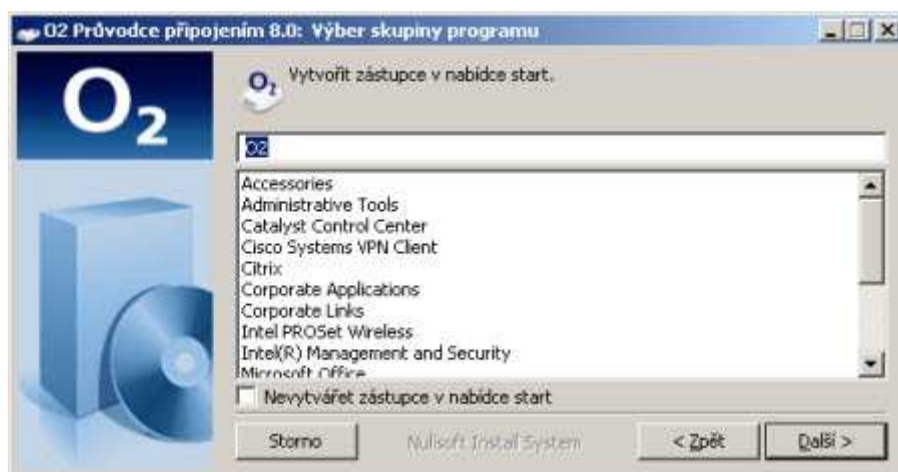 O2 Průvodce připojením 8.0: Výber skupiny programu
O2
O2
Vytvořit zástupce v nabídce start.
O2
Accessories
Administrative Tools
Catalyst Control Center
Cisco Systems VPN Client
Citrix
Corporate Applications
Corporate Links
Intel PROSet Wireless
Intel(R) Management and Security
Microsoft Office
Nevytvářet zástupce v nabídce start
Storno
Nullsoft Install System
< Zpět
Další >